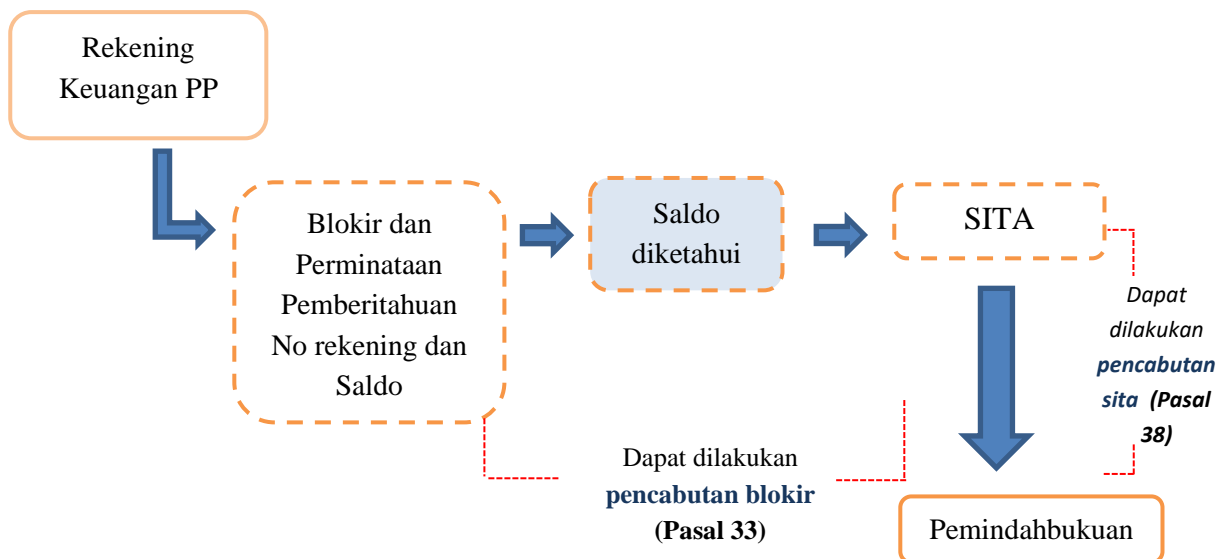 Rekening
Keuangan PP
Blokir dan
Perminataan
Pemberitahuan
No rekening dan
Saldo
Saldo
diketahui
SITA
Dapat
dilakukan
pencabutan
sita (Pasal
38)
Dapat dilakukan
pencabutan blokir
(Pasal 33)
Pemindahbukuan